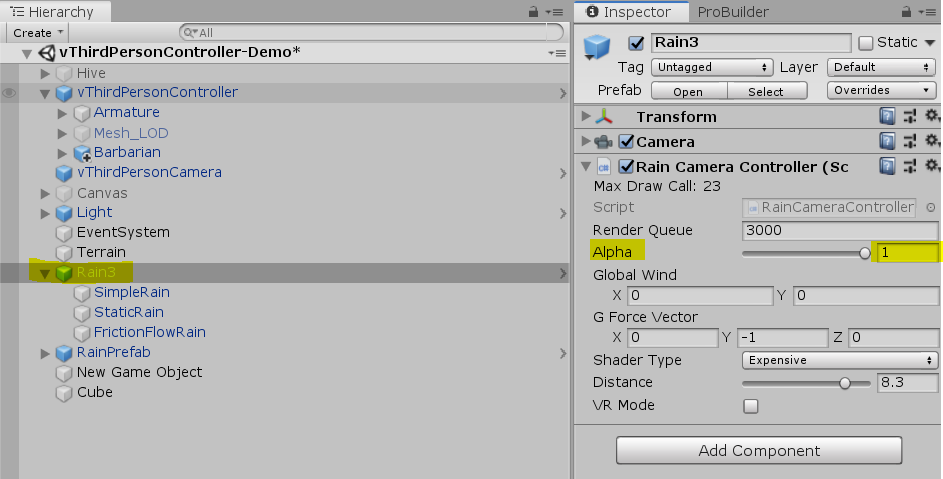 Hierarchy
Create
All
vThirdPersonController-Demo*
Hive
vThirdPersonController
Armature
Mesh_LOD
Barbarian
vThirdPersonCamera
Canvas
Light
EventSystem
Terrain
Rain3
SimpleRain
StaticRain
FrictionFlowRain
RainPrefab
New Game Object
Cube
Inspector ProBuilder
Rain3 Static
Tag Untagged Layer Default
Prefab Open Select Overrides
Transform
Camera
Rain Camera Controller (Sc
Max Draw Call: 23
Script RainCameraController
Render Queue 3000
Alpha 1
Global Wind
X 0 Y 0
G Force Vector
X 0 Y -1 Z 0
Shader Type Expensive
Distance 8.3
VR Mode
Add Component